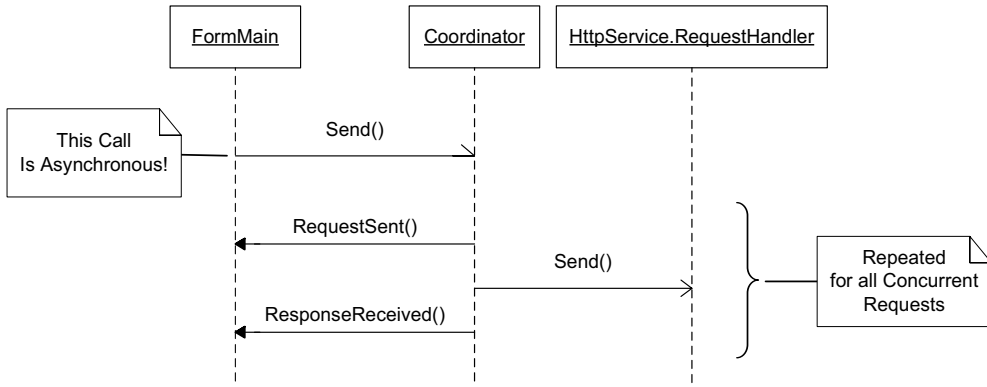 FormMain
Coordinator
HttpService.RequestHandler
This Call
Is Asynchronous!
Send()
RequestSent()
Send()
ResponseReceived()
Repeated
for all Concurrent
Requests